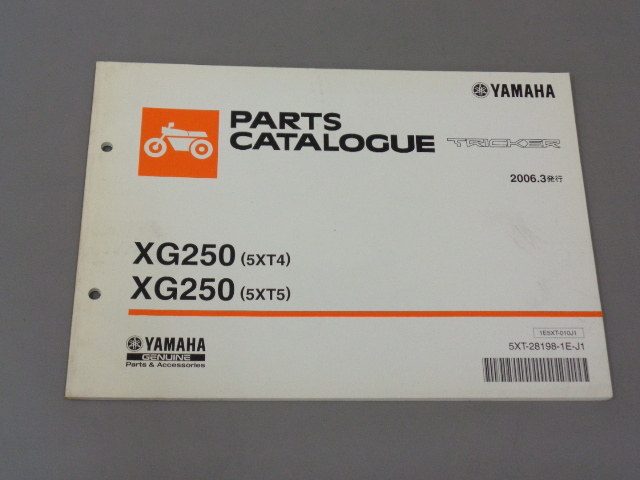 YAMAHA
PARTS
CATALOGUE
TRICKER
2006.3発行
XG250 (5XT4)
XG250 (5XT5)
1E5XT-010J1
5XT-28198-1E-J1
YAMAHA
GENUINE
Parts & Accessories